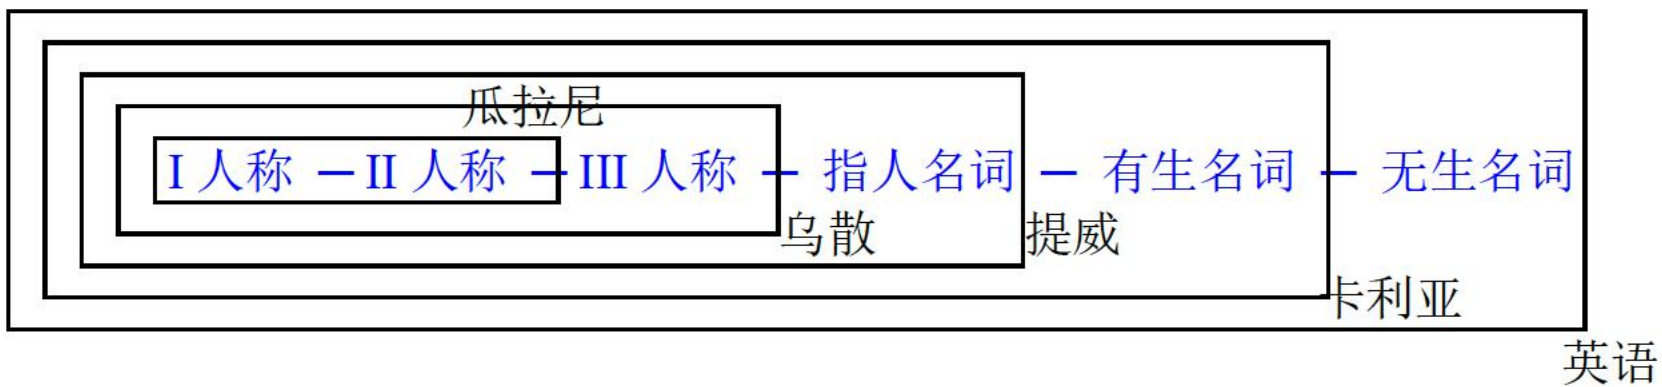 瓜拉尼
I 人称 – II 人称 – III 人称 – 指人名词 – 有生名词 – 无生名词
乌散 提威
卡利亚
英语